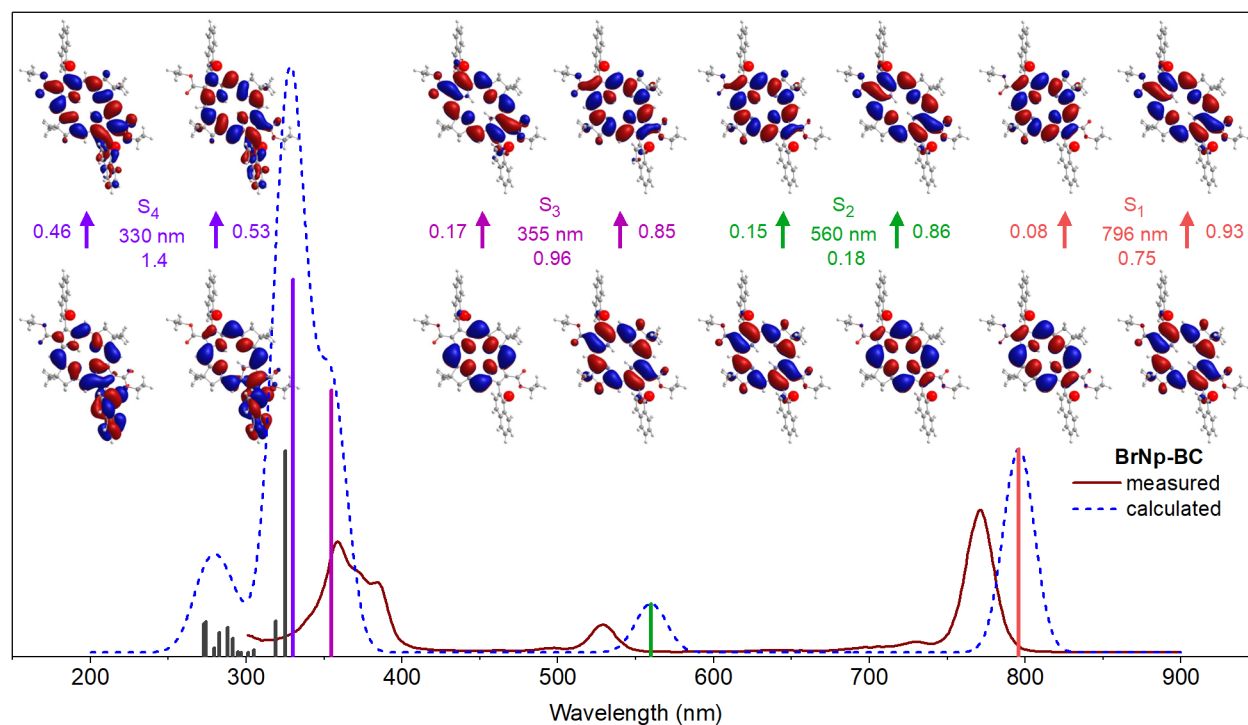 S4
0.46 330 nm 0.53
1.4
S3
0.17 355 nm 0.85
0.96
S2
0.15 560 nm 0.86
0.18
S1
0.08 796 nm 0.93
0.75
BrNp-BC
measured
calculated
200 300 400 500 600 700 800 900
Wavelength (nm)